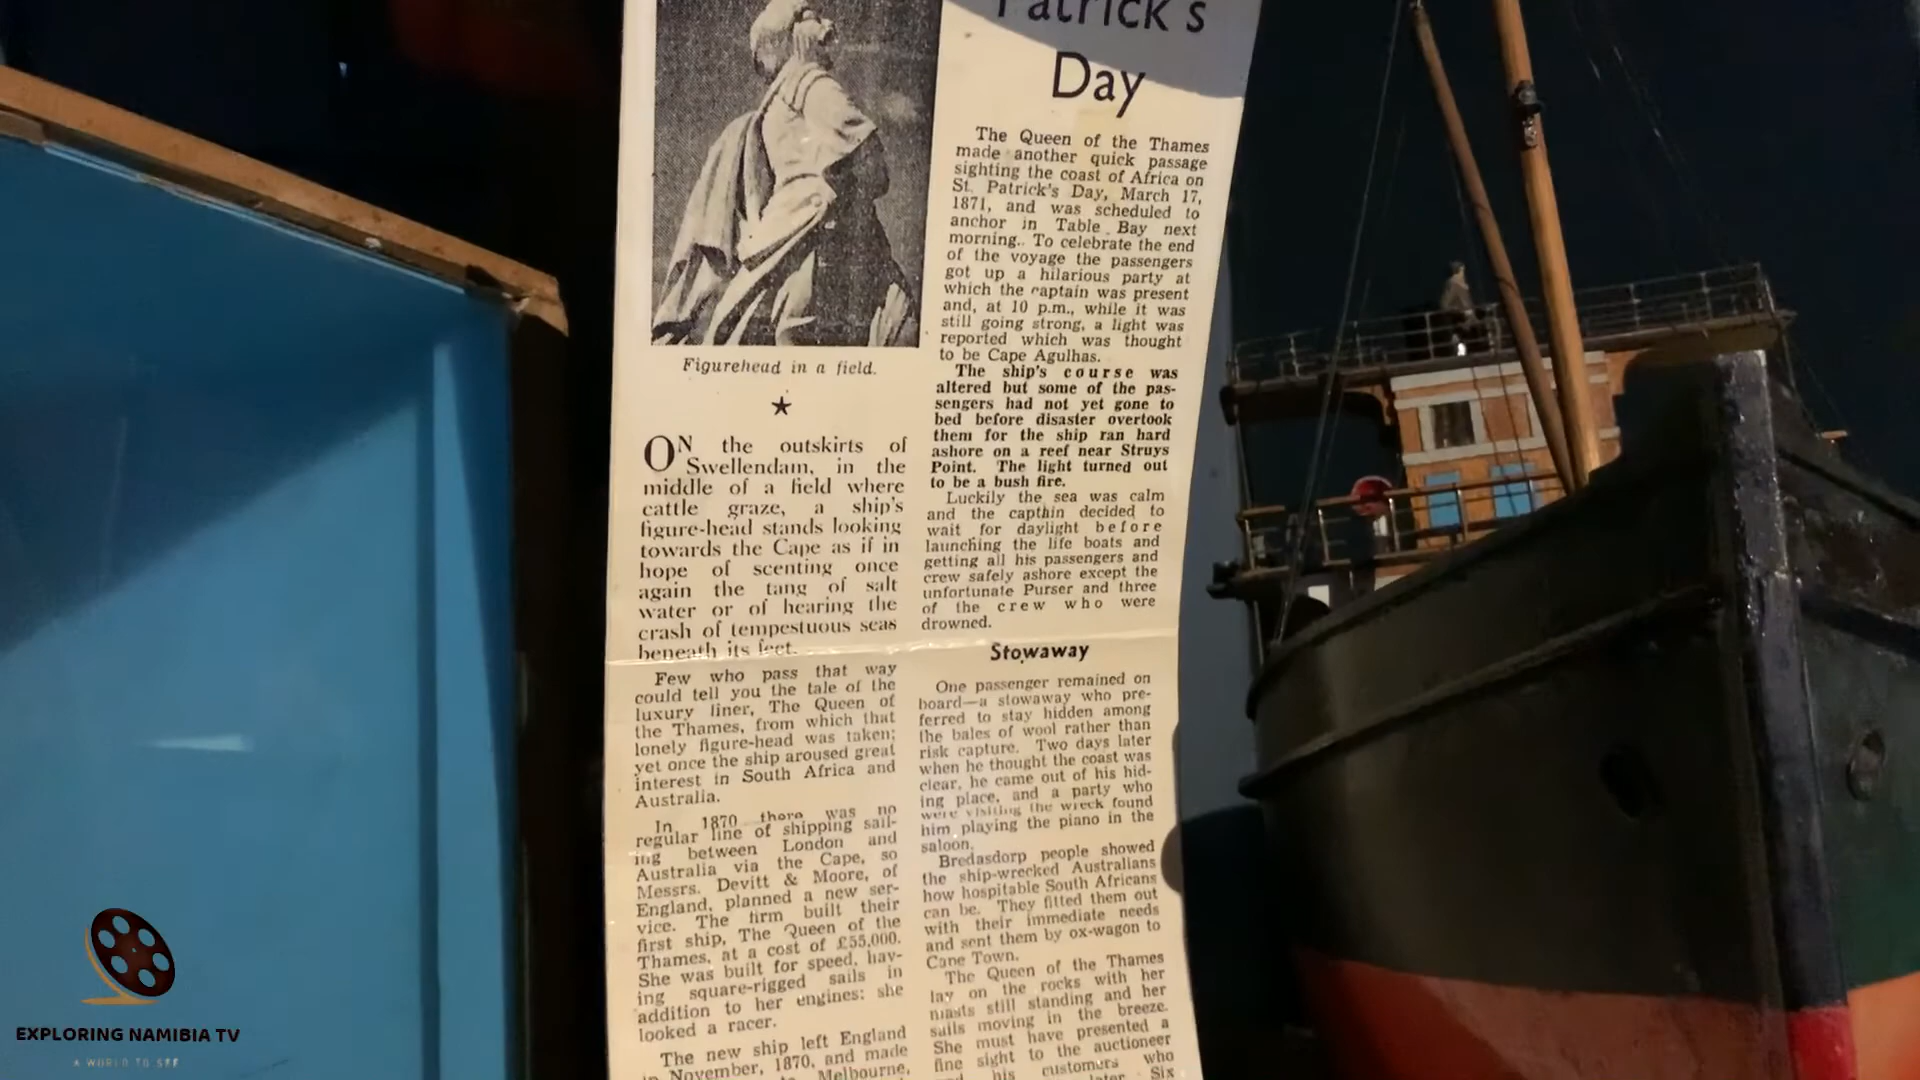 Figurehead in a field.
ON the outskirts of
Swellendam, in the
middle of a field where
cattle graze, a ship's
figure-head stands looking
towards the Cape as if in
hope of scenting once
again the tang of salt
water or of hearing the
crash of tempestuous seas
beneath its feet.
Few who pass that way
could tell you the tale of the
luxury liner, The Queen of
the Thames, from which that
lonely figure-head was taken;
yet once the ship aroused great
interest in South Africa and
Australia.
In 1870 there was no
regular line of shipping sail-
ing between London and
Australia via the Cape, so
Messrs. Devitt & Moore, of
England, planned a new ser-
vice. The firm built their
first ship, The Queen of the
Thames, at a cost of £55,000.
She was built for speed, hav-
ing square-rigged sails in
addition to her engines; she
looked a racer.
The new ship left England
in November, 1870, and made
Melbourne,
Patrick's
Day
The Queen of the Thames
made another quick passage
sighting the coast of Africa on
St. Patrick's Day, March 17,
1871, and was scheduled to
anchor in Table Bay next
morning. To celebrate the end
of the voyage the passengers
got up a hilarious party at
which the captain was present
and, at 10 p.m., while it was
still going strong, a light was
reported which was thought
to be Cape Agulhas.
The ship's course was
altered but some of the pas-
sengers had not yet gone to
bed before disaster overtook
them for the ship ran hard
ashore on a reef near Struys
Point. The light turned out
to be a bush fire.
Luckily the sea was calm
and the capthin decided to
wait for daylight before
launching the life boats and
getting all his passengers and
crew safely ashore except the
unfortunate Purser and three
of the crew who were
drowned.
Stowaway
One passenger remained on
board—a stowaway who pre-
ferred to stay hidden among
the bales of wool rather than
risk capture. Two days later
when he thought the coast was
clear, he came out of his hid-
ing place, and a party who
were visiting the wreck found
him playing the piano in the
saloon.
Bredasdorp people showed
the ship-wrecked Australians
how hospitable South Africans
can be. They fitted them out
with their immediate needs
and sent them by ox-wagon to
Cape Town.
The Queen of the Thames
lay on the rocks with her
masts still standing and her
sails moving in the breeze.
She must have presented a
fine sight to the auctioneer
and his customers who
later. Six
EXPLORING NAMIBIA TV
A WORLD TO SEE